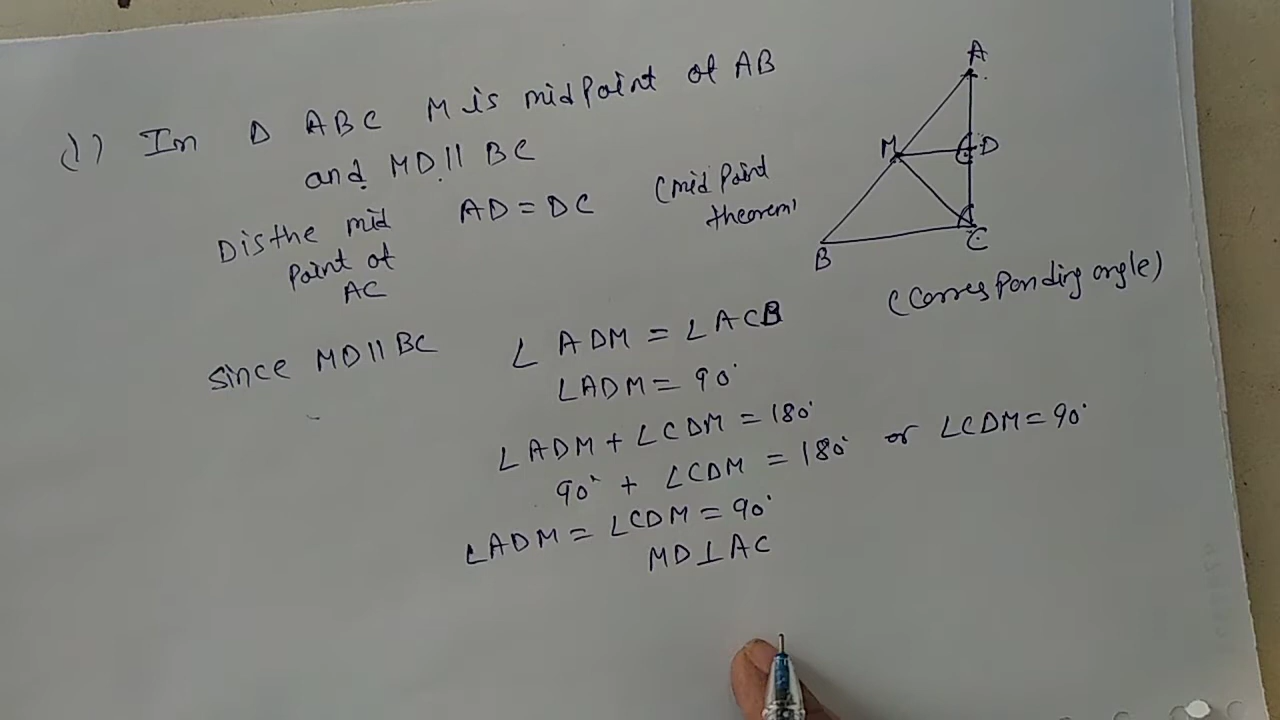 (1) In Δ ABC M is midpoint of AB
and MD || BC
D is the mid point of AC
AD = DC (mid point theorem)
since MD || BC ∠ADM = ∠ACB (corresponding angle)
∠ADM = 90°
∠ADM + ∠CDM = 180°
90° + ∠CDM = 180° or ∠CDM = 90°
∠ADM = ∠CDM = 90°
MD ⊥ AC
A
M
D
B
C